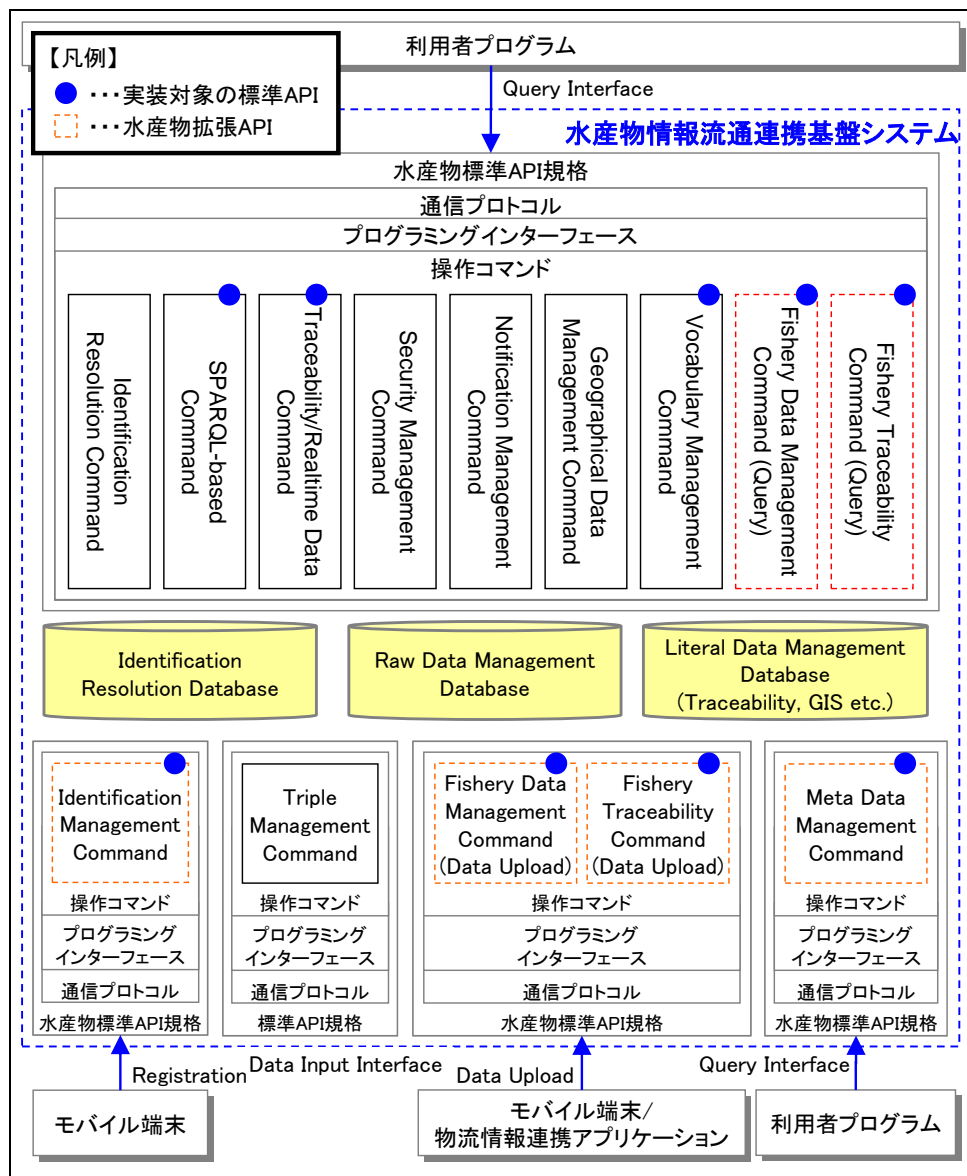 利用者プログラム
【凡例】
・・・実装対象の標準API
・・・水産物拡張API
Query Interface
水産物情報流通連携基盤システム
水産物標準API規格
通信プロトコル
プログラミングインターフェース
操作コマンド
Identification
Resolution Command
SPARQL-based
Command
Traceability/Realtime Data
Command
Security Management
Command
Notification Management
Command
Geographical Data
Management Command
Vocabulary Management
Command
Fishery Data Management
Command (Query)
Fishery Traceability
Command (Query)
Identification
Resolution Database
Raw Data Management
Database
Literal Data Management
Database
(Traceability, GIS etc.)
Identification
Management
Command
操作コマンド
プログラミング
インターフェース
通信プロトコル
水産物標準API規格
Triple
Management
Command
操作コマンド
プログラミング
インターフェース
通信プロトコル
標準API規格
Fishery Data
Management
Command
(Data Upload)
Fishery
Traceability
Command
(Data Upload)
操作コマンド
プログラミング
インターフェース
通信プロトコル
水産物標準API規格
Meta Data
Management
Command
操作コマンド
プログラミング
インターフェース
通信プロトコル
水産物標準API規格
Registration
Data Input Interface
Data Upload
Query Interface
モバイル端末
モバイル端末/
物流情報連携アプリケーション
利用者プログラム